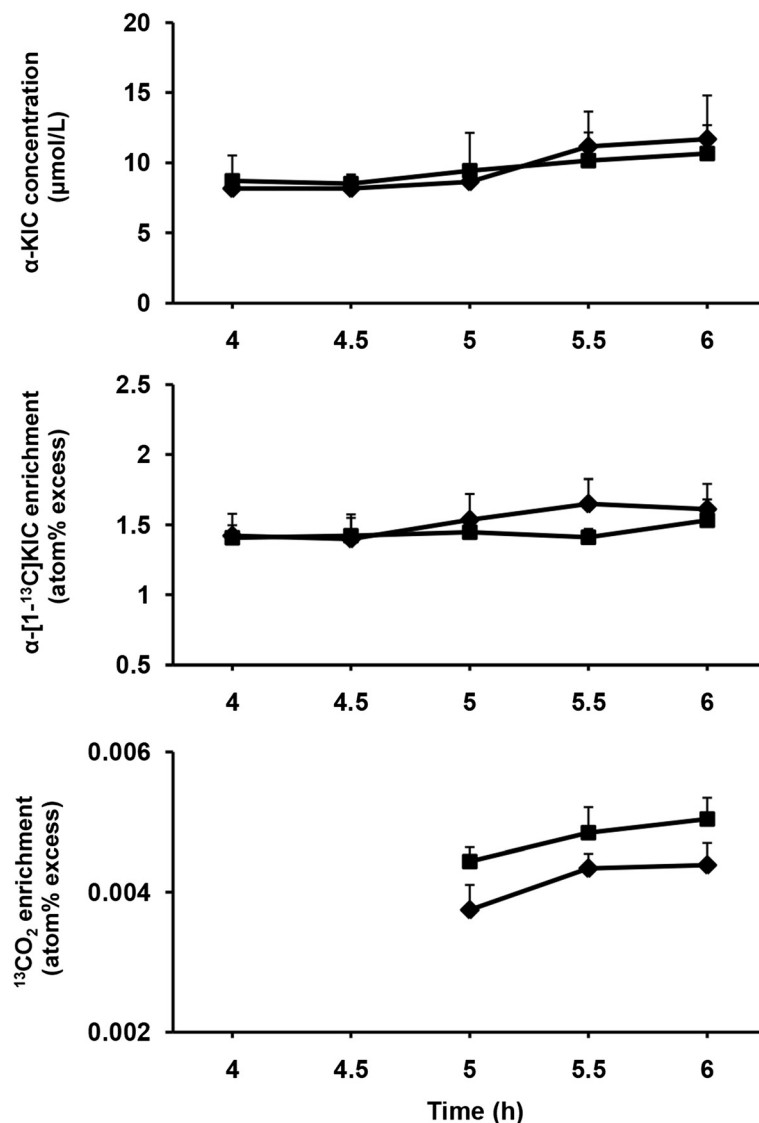 α-KIC concentration
(µmol/L)
20
15
10
5
0
4 4.5 5 5.5 6
α-[1-¹³C]KIC enrichment
(atom% excess)
2.5
2
1.5
1
0.5
4 4.5 5 5.5 6
¹³CO₂ enrichment
(atom% excess)
0.006
0.004
0.002
4 4.5 5 5.5 6
Time (h)